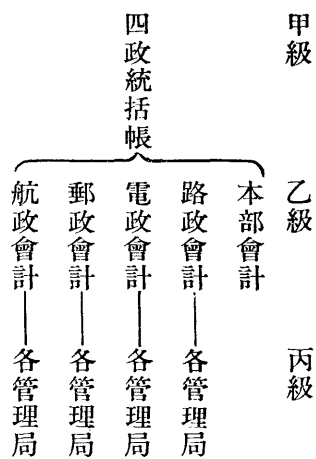 甲級
乙級
丙級
四政統括帳
本部會計
路政會計——各管理局
電政會計——各管理局
郵政會計——各管理局
航政會計——各管理局